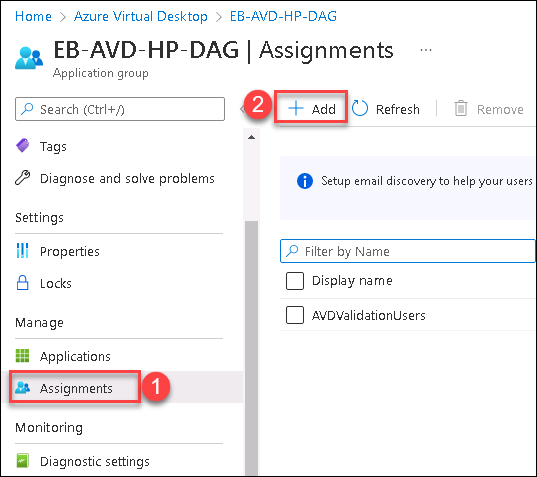 Home > Azure Virtual Desktop > EB-AVD-HP-DAG
EB-AVD-HP-DAG | Assignments ...
Application group
Search (Ctrl+/)
2
Add
Refresh
Remove
Tags
Diagnose and solve problems
Setup email discovery to help your users
Settings
Properties
Filter by Name
Locks
Display name
Manage
AVDValidationUsers
Applications
Assignments
1
Monitoring
Diagnostic settings